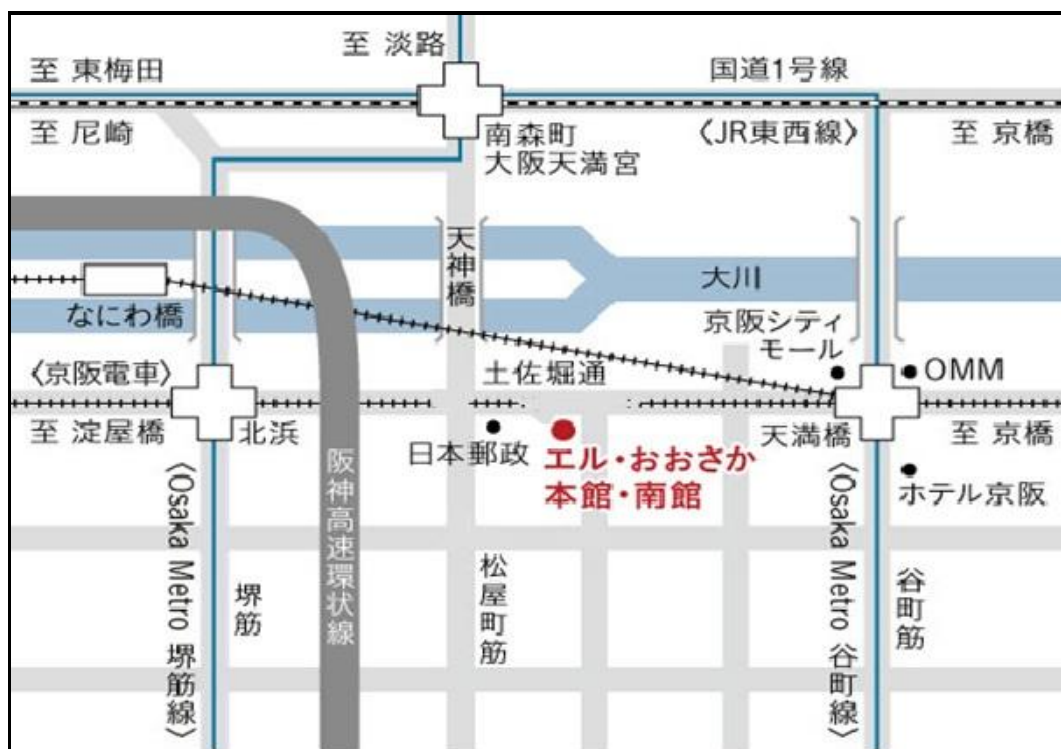 至 淡路
至 東梅田
国道1号線
至 尼崎
南森町
大阪天満宮
〈JR東西線〉
至 京橋
天神橋
大川
なにわ橋
京阪シティ
モール
〈京阪電車〉
土佐堀通
OMM
至 淀屋橋
北浜
日本郵政
エル・おおさか
本館・南館
天満橋
至 京橋
ホテル京阪
阪神高速環状線
〈Osaka Metro 堺筋線〉
堺筋
松屋町筋
〈Osaka Metro 谷町線〉
谷町筋